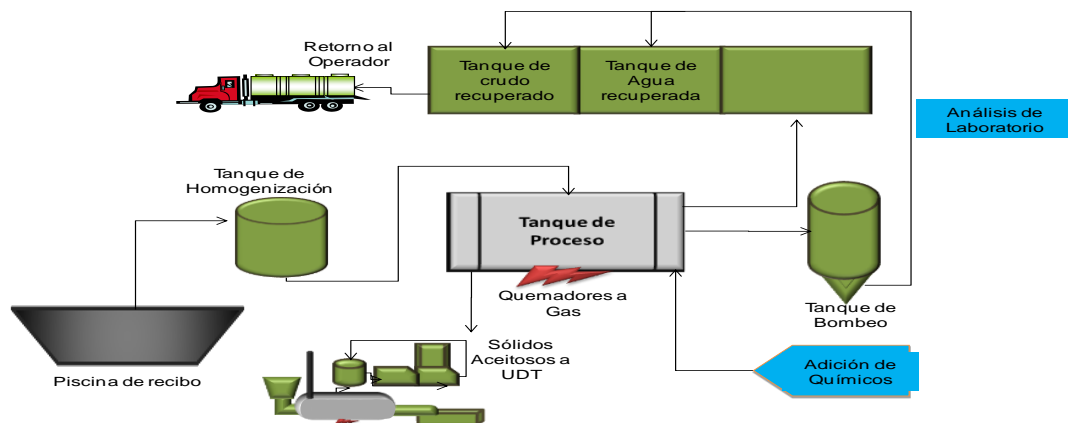 Retorno al
Operador
Tanque de
crudo
recuperado
Tanque de
Agua
recuperada
Análisis de
Laboratorio
Tanque de
Homogenización
Tanque de
Proceso
Quemadores a
Gas
Tanque de
Bombeo
Sólidos
Aceitosos a
UDT
Adición de
Químicos
Piscina de recibo